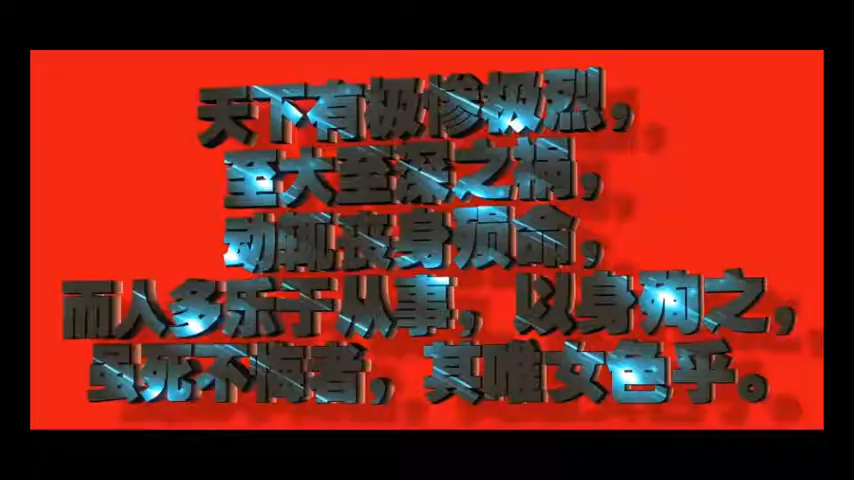 天下有极惨极烈，
至大至深之祸，
动辄丧身殒命，
而人多乐于从事，以身殉之，
虽死不悔者，其唯女色乎。